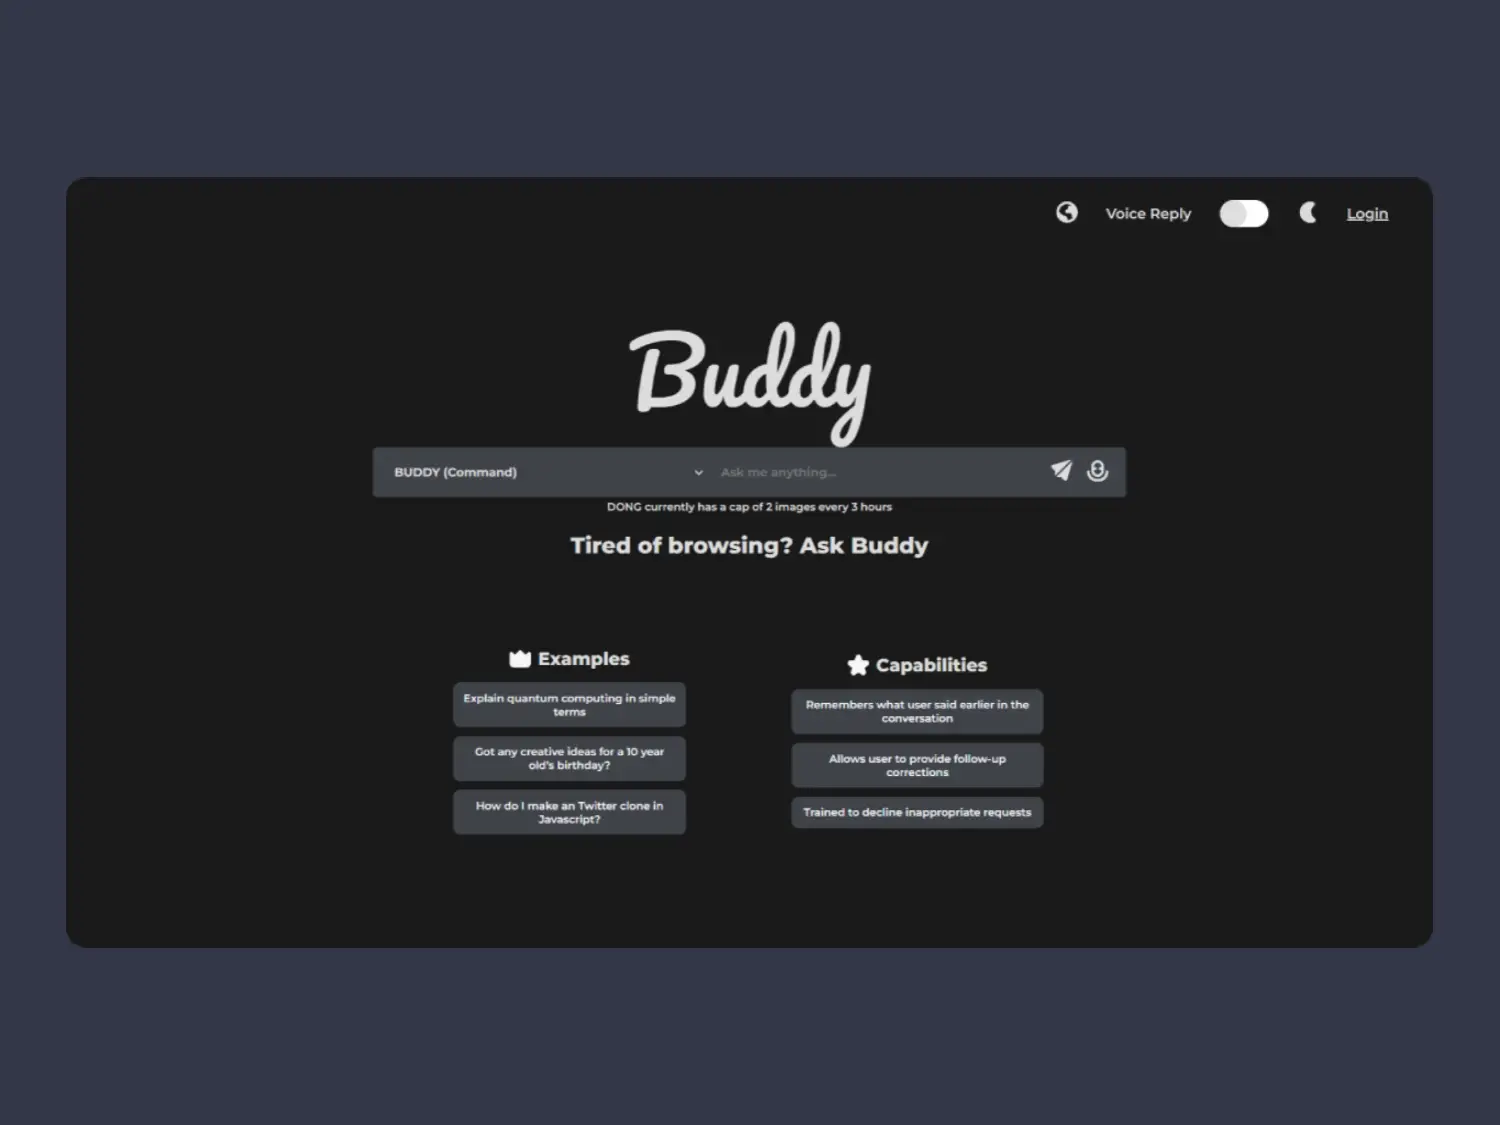 Voice Reply
Login
Buddy
BUDDY (Command)
Ask me anything...
DONG currently has a cap of 2 images every 3 hours
Tired of browsing? Ask Buddy
Examples
Explain quantum computing in simple
terms
Got any creative ideas for a 10 year
old's birthday?
How do I make an Twitter clone in
Javascript?
Capabilities
Remembers what user said earlier in the
conversation
Allows user to provide follow-up
corrections
Trained to decline inappropriate requests